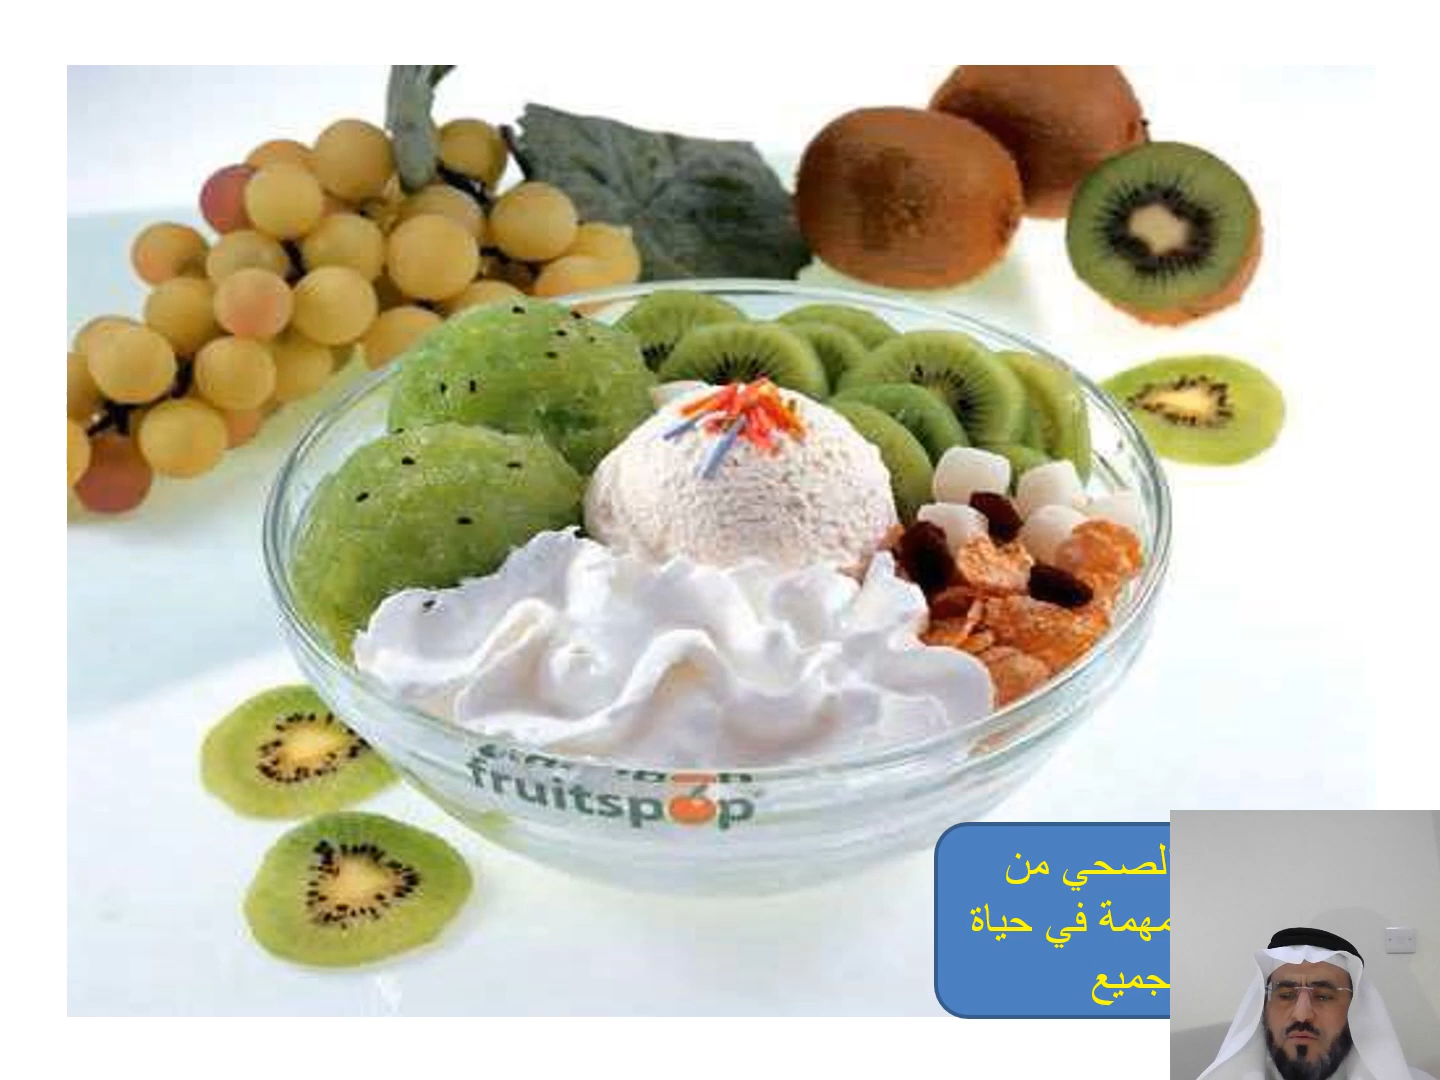 fruitspop
لصحي من
مهمة في حياة
جميع